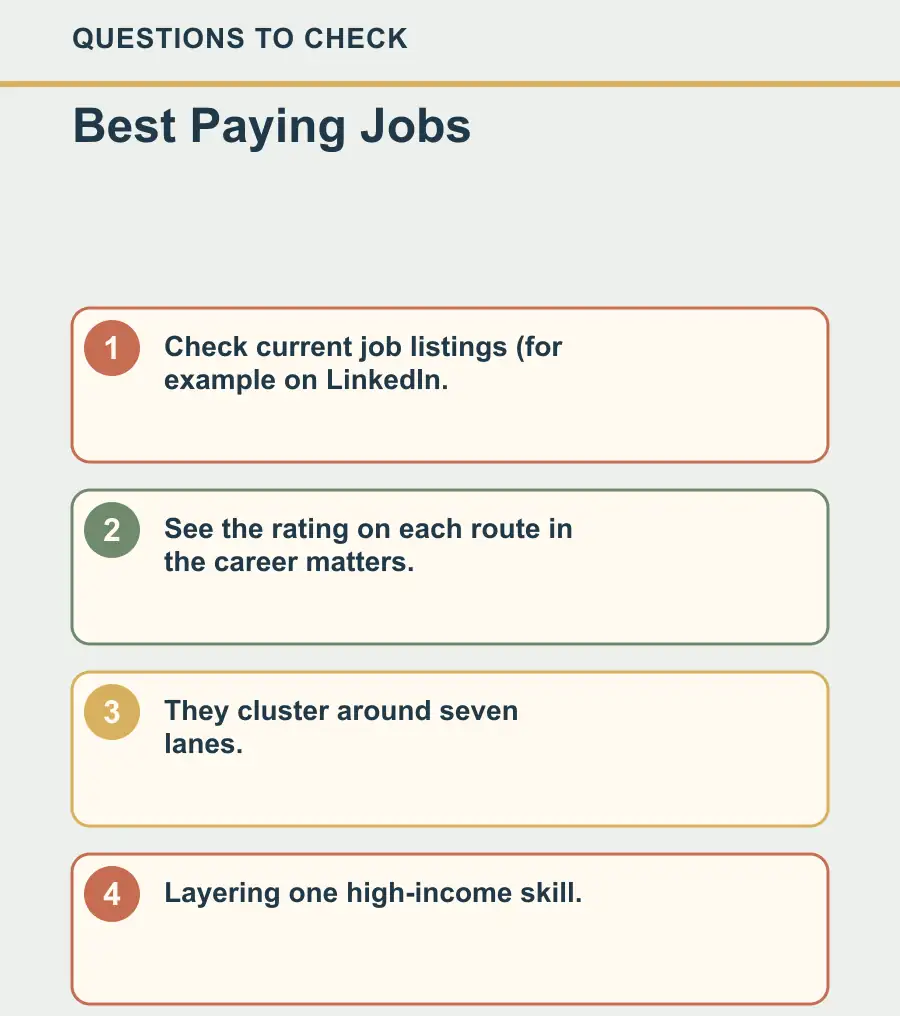 QUESTIONS TO CHECK
Best Paying Jobs
1
Check current job listings (for
example on LinkedIn.
2
See the rating on each route in
the career matters.
3
They cluster around seven
lanes.
4
Layering one high-income skill.